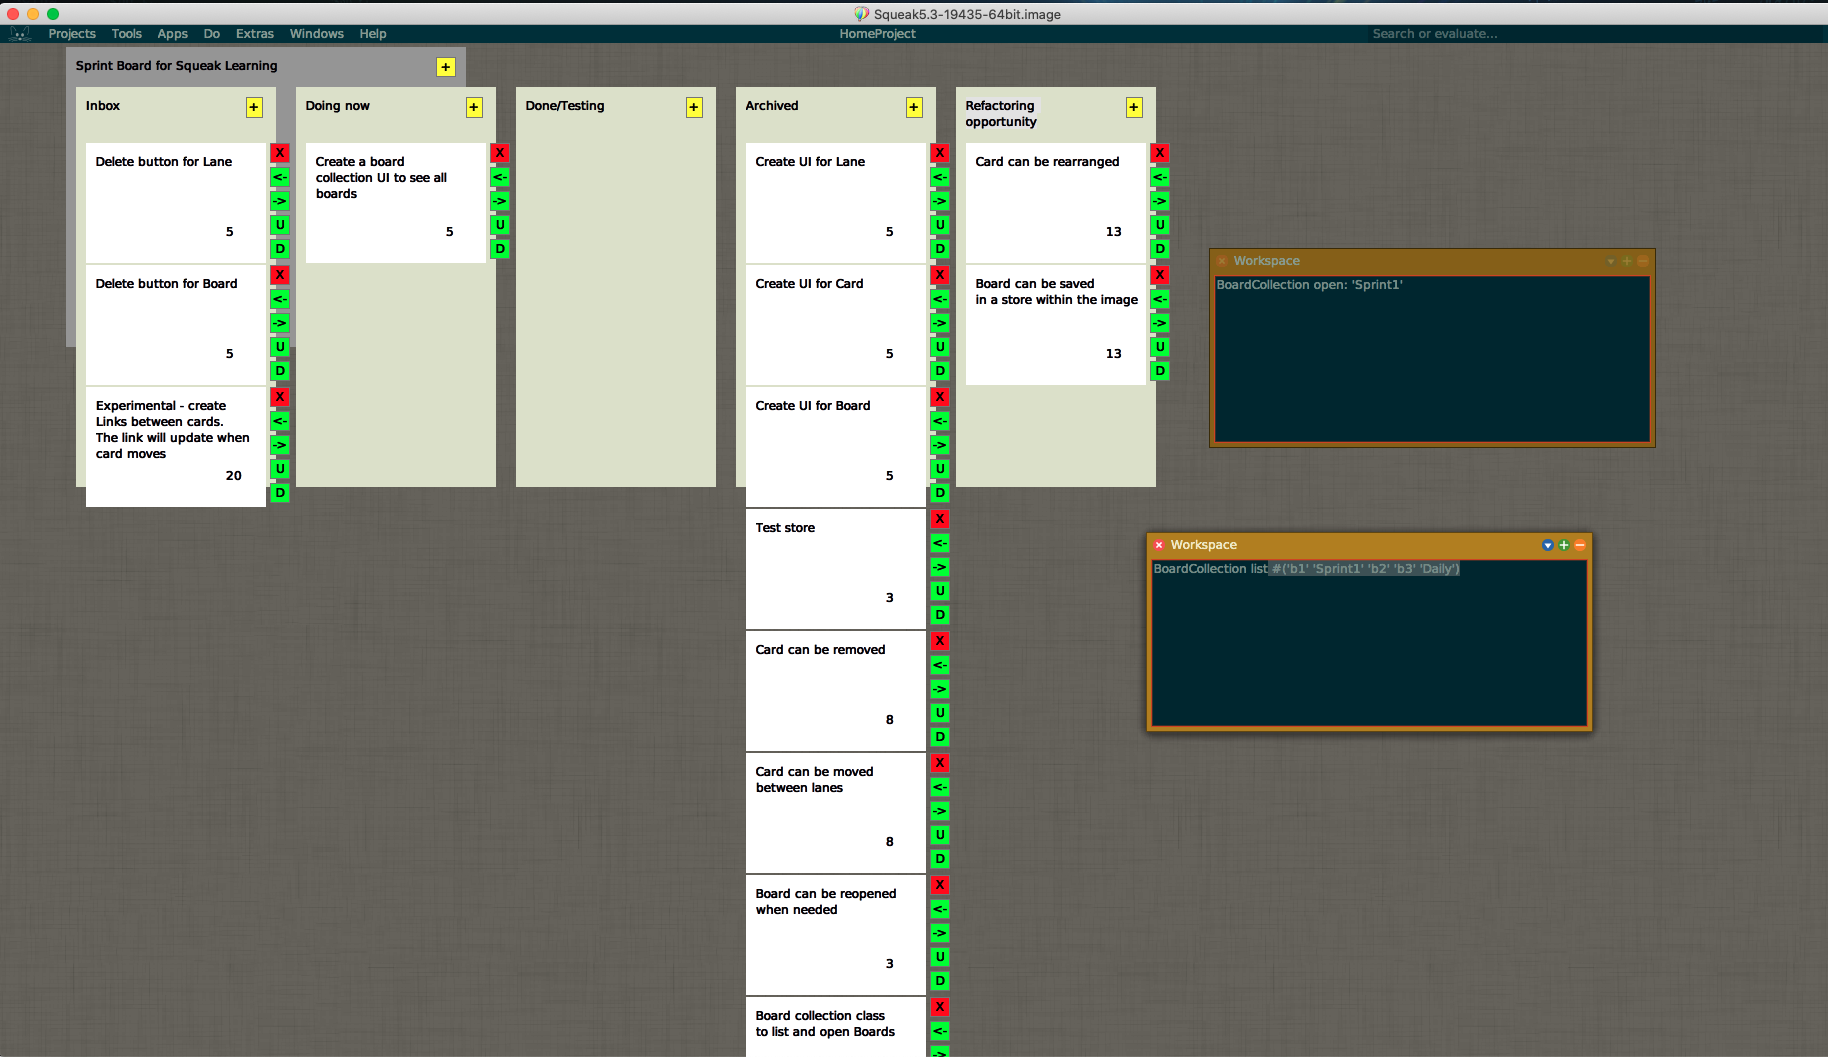 Squeak5.3-19435-64bit.image
Projects Tools Apps Do Extras Windows Help HomeProject Search or evaluate...
Sprint Board for Squeak Learning +
Inbox +
Delete button for Lane
5
X
<-
->
U
D
Delete button for Board
5
X
<-
->
U
D
Experimental - create
Links between cards.
The link will update when
card moves
20
X
<-
->
U
D
Doing now +
Create a board
collection UI to see all
boards
5
X
<-
->
U
D
Done/Testing +
Archived +
Create UI for Lane
5
X
<-
->
U
D
Create UI for Card
5
X
<-
->
U
D
Create UI for Board
5
X
<-
->
U
D
Test store
3
X
<-
->
U
D
Card can be removed
8
X
<-
->
U
D
Card can be moved
between lanes
8
X
<-
->
U
D
Board can be reopened
when needed
3
X
<-
->
U
D
Board collection class
to list and open Boards
X
<-
->
Refactoring
opportunity
+
Card can be rearranged
13
X
<-
->
U
D
Board can be saved
in a store within the image
13
X
<-
->
U
D
Workspace
BoardCollection open: 'Sprint1'
Workspace
BoardCollection list #('b1' 'Sprint1' 'b2' 'b3' 'Daily')